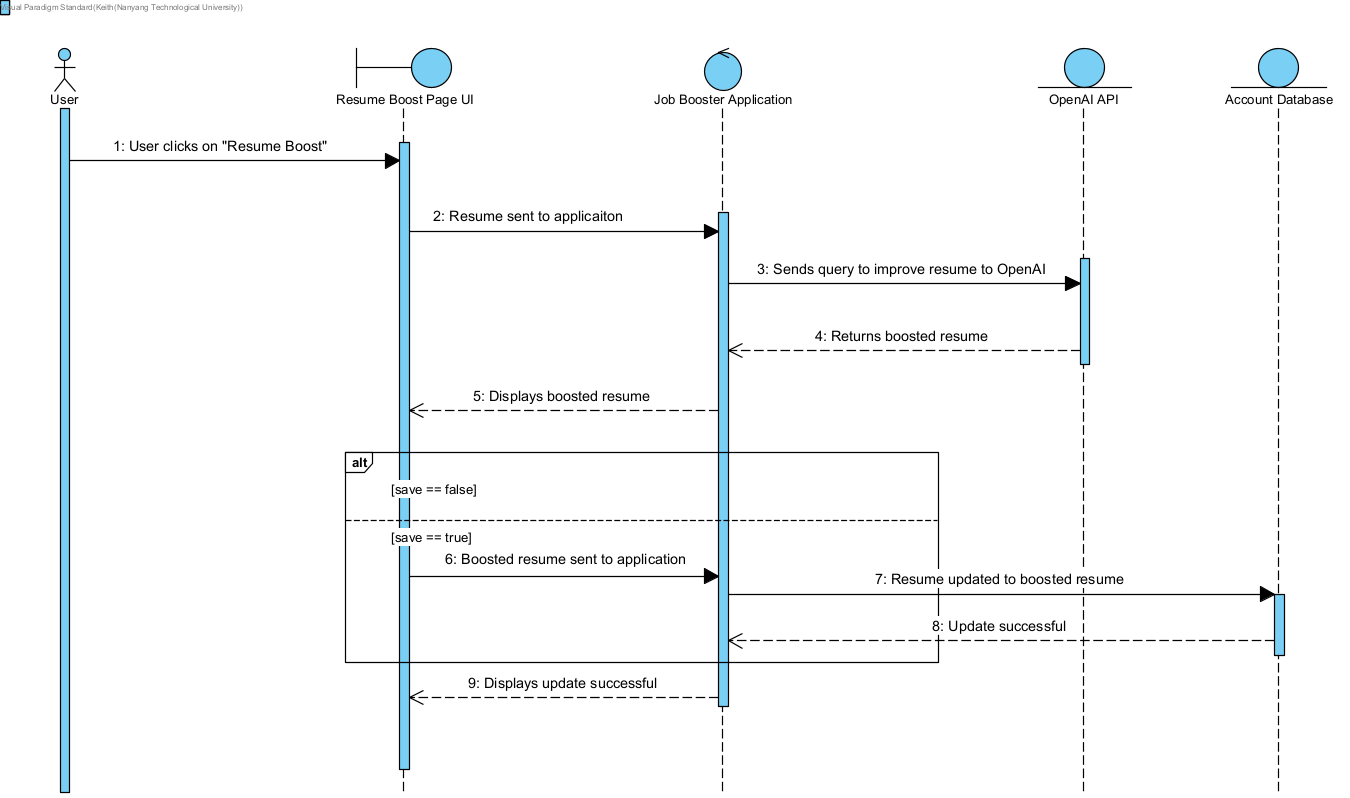 Visual Paradigm Standard(Keith(Nanyang Technological University))
User
Resume Boost Page UI
Job Booster Application
OpenAI API
Account Database
1: User clicks on "Resume Boost"
2: Resume sent to applicaiton
3: Sends query to improve resume to OpenAI
4: Returns boosted resume
5: Displays boosted resume
alt
[save == false]
[save == true]
6: Boosted resume sent to application
7: Resume updated to boosted resume
8: Update successful
9: Displays update successful